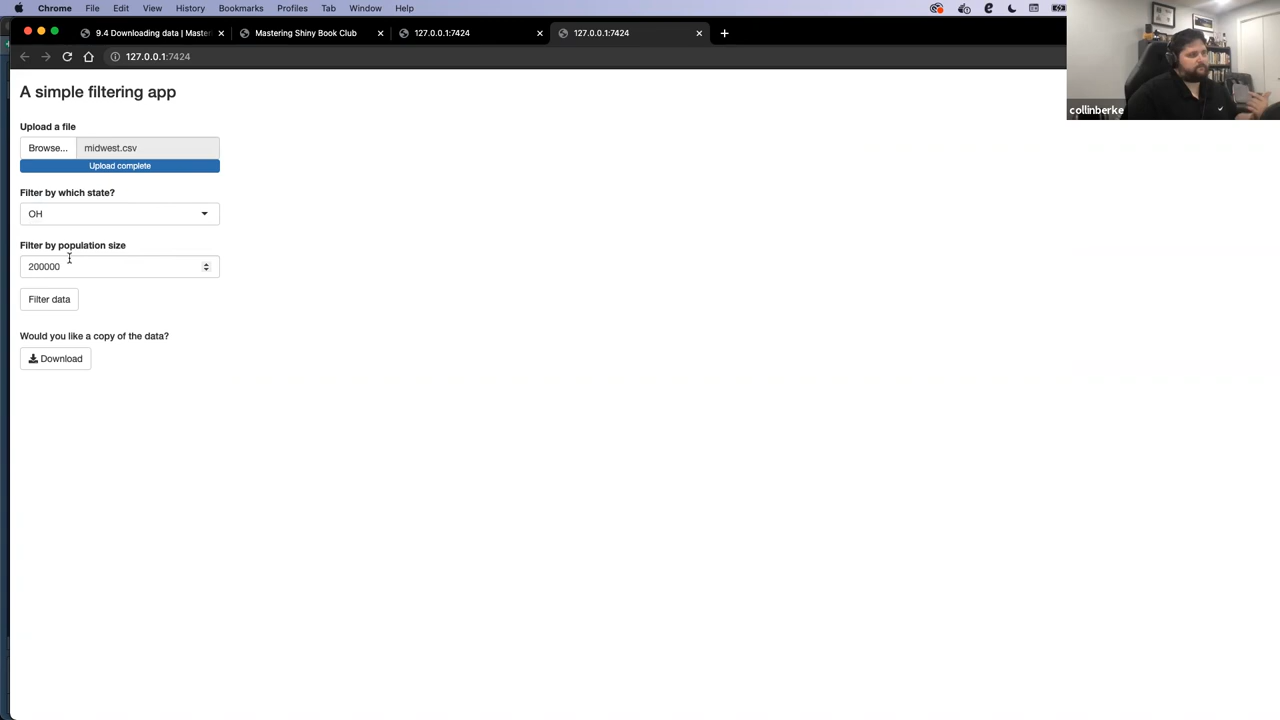 Chrome File Edit View History Bookmarks Profiles Tab Window Help
9.4 Downloading data | Master
Mastering Shiny Book Club
127.0.0.1:7424
127.0.0.1:7424
127.0.0.1:7424
collinberke
A simple filtering app
Upload a file
Browse... midwest.csv
Upload complete
Filter by which state?
OH
Filter by population size
200000
Filter data
Would you like a copy of the data?
Download